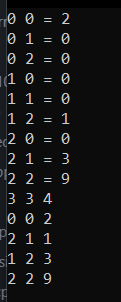 0 0 = 2
0 1 = 0
0 2 = 0
1 0 = 0
1 1 = 0
1 2 = 1
2 0 = 0
2 1 = 3
2 2 = 9
3 3 4
0 0 2
2 1 1
1 2 3
2 2 9